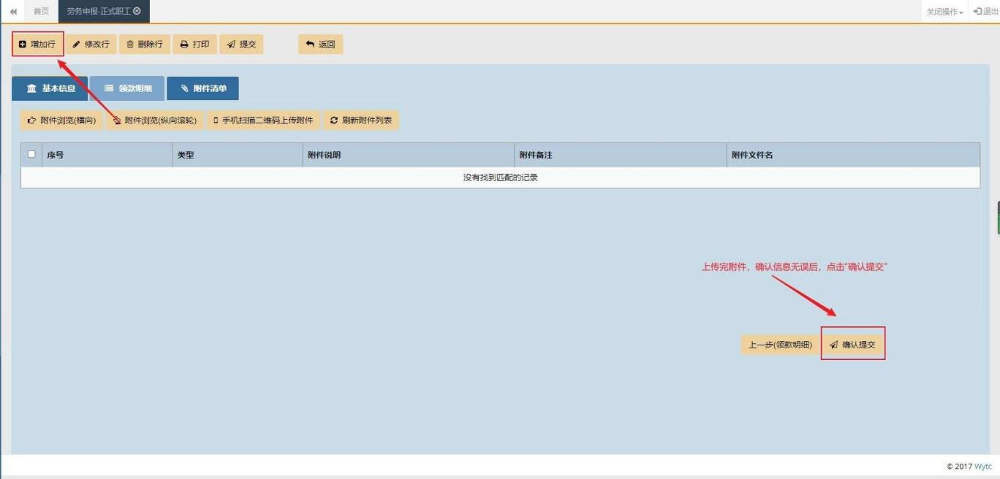 首页 劳务申报-正式职工 关闭操作 退出
增加行 修改行 删除行 打印 提交 返回
基本信息 领款明细 附件清单
附件浏览(横向) 附件浏览(纵向滚轮) 手机扫描二维码上传附件 刷新附件列表
序号 类型 附件说明 附件备注 附件文件名
没有找到匹配的记录
上传完附件，确认信息无误后，点击“确认提交”
上一步(领款明细) 确认提交
© 2017 Wytc